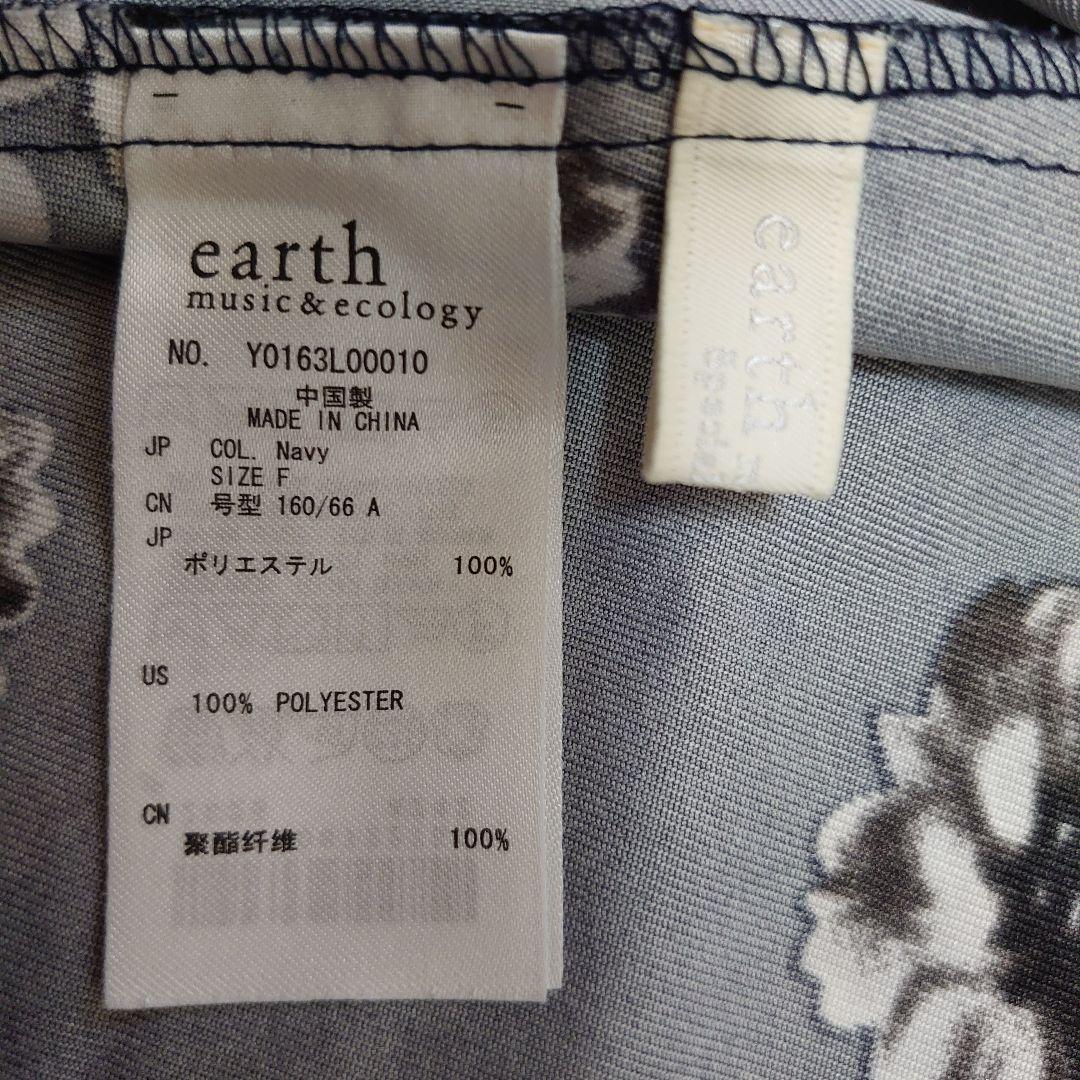 earth
music & ecology
NO. Y0163L00010
中国製
MADE IN CHINA
JP COL. Navy
SIZE F
CN 号型 160/66 A
JP
ポリエステル 100%
US
100% POLYESTER
CN
聚酯纤维 100%
earth